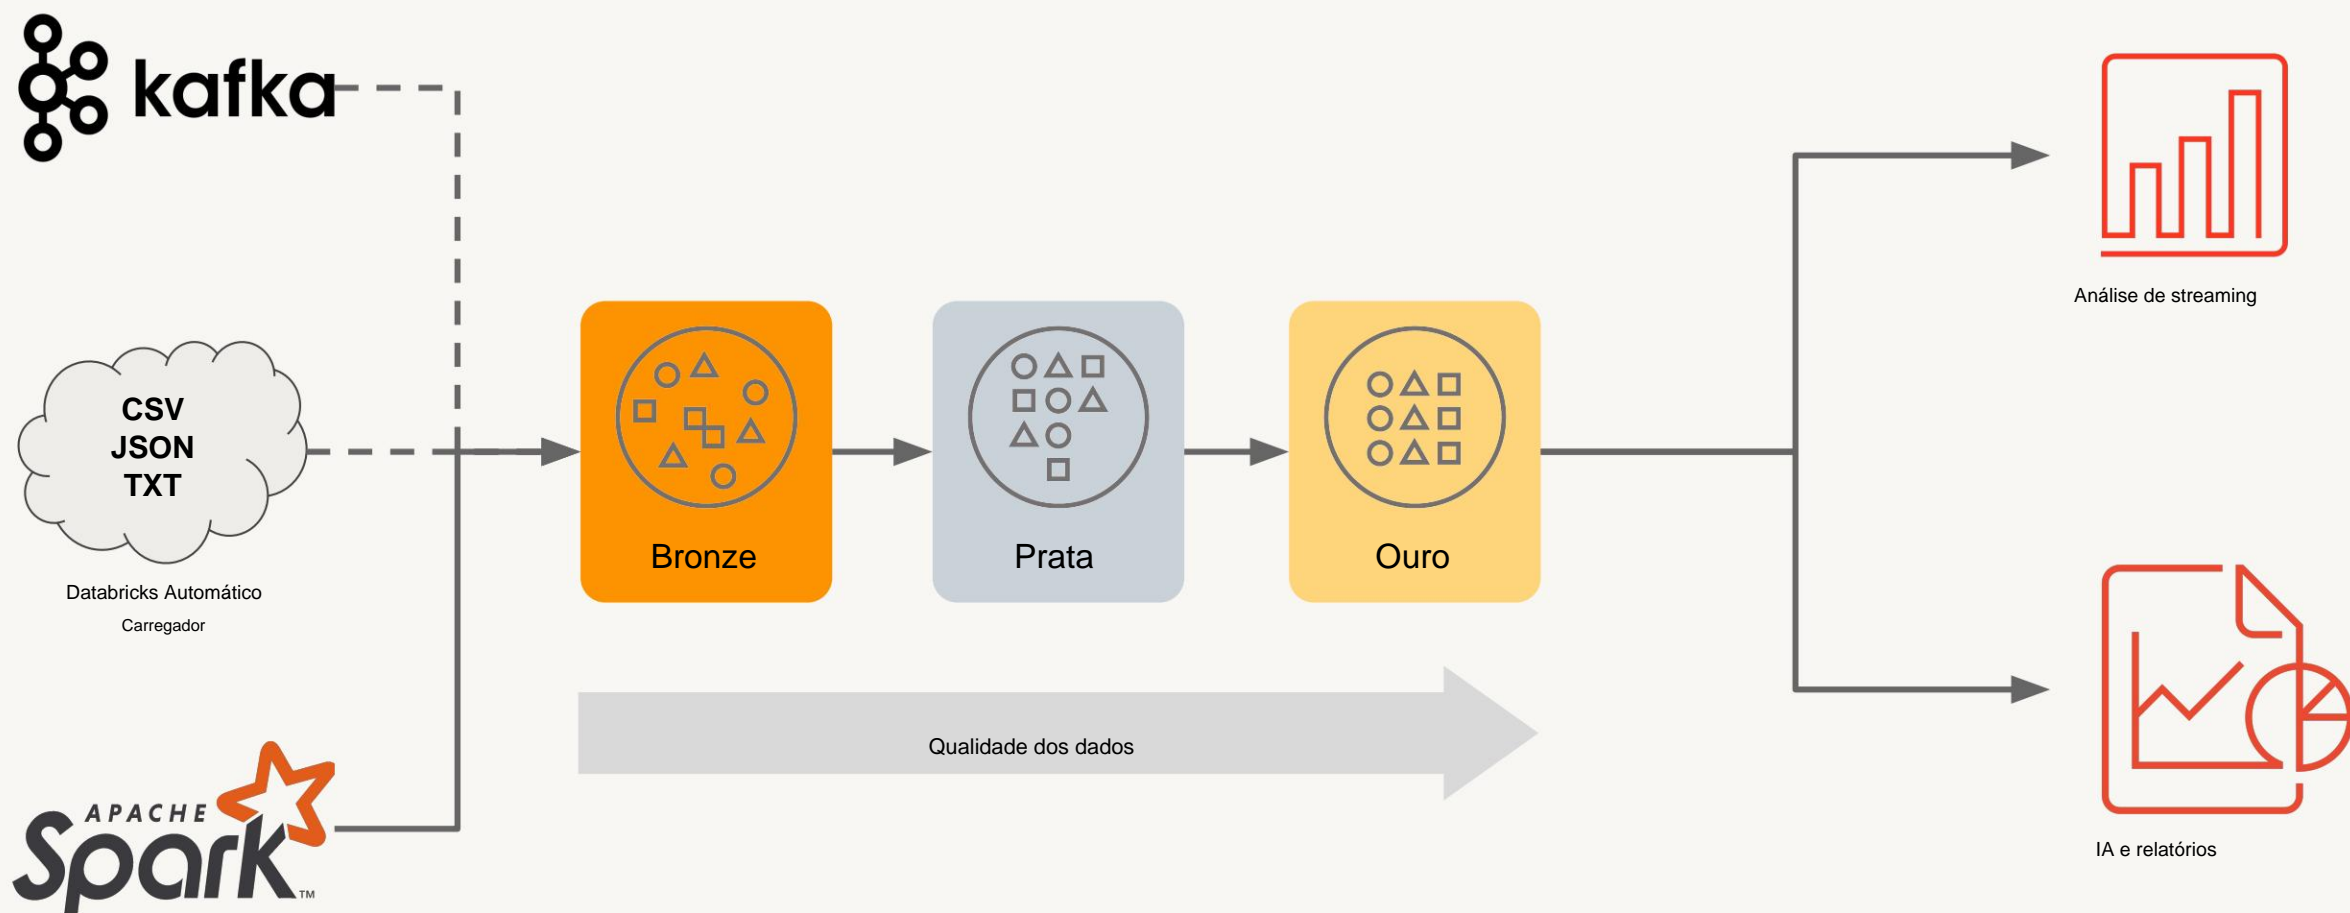 kafka
CSV
JSON
TXT
Databricks Automático
Carregador
APACHE
Spark
TM
Bronze
Prata
Ouro
Qualidade dos dados
Análise de streaming
IA e relatórios